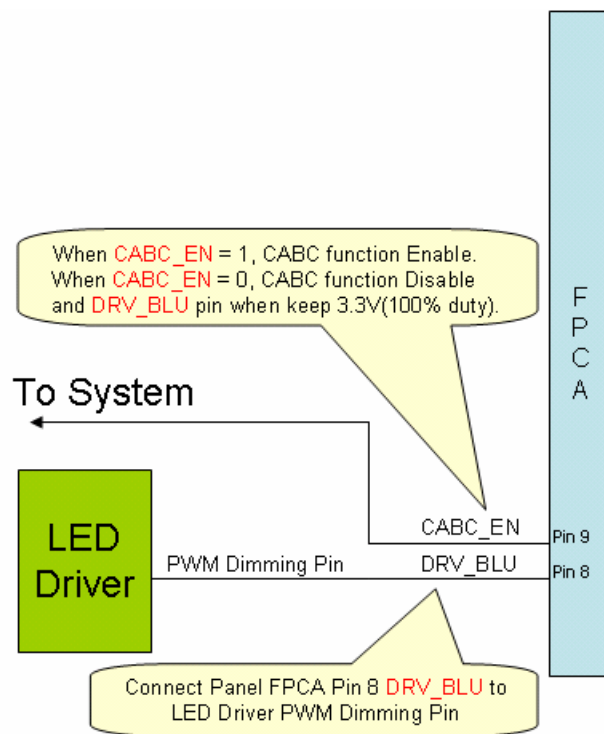 When CABC_EN = 1, CABC function Enable.
When CABC_EN = 0, CABC function Disable
and DRV_BLU pin when keep 3.3V(100% duty).
F
P
C
A
To System
CABC_EN
Pin 9
LED
Driver
PWM Dimming Pin
DRV_BLU
Pin 8
Connect Panel FPCA Pin 8 DRV_BLU to
LED Driver PWM Dimming Pin